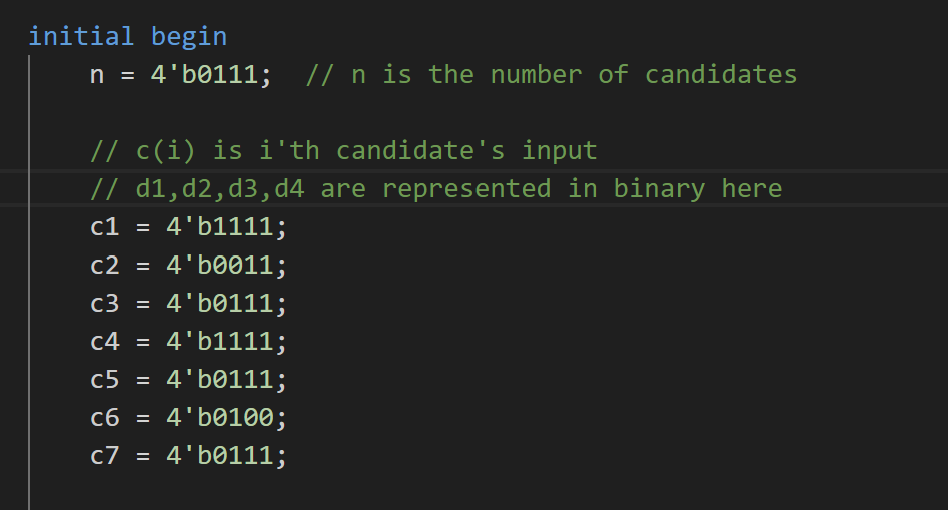 initial begin
n = 4'b0111;  // n is the number of candidates
// c(i) is i'th candidate's input
// d1,d2,d3,d4 are represented in binary here
c1 = 4'b1111;
c2 = 4'b0011;
c3 = 4'b0111;
c4 = 4'b1111;
c5 = 4'b0111;
c6 = 4'b0100;
c7 = 4'b0111;